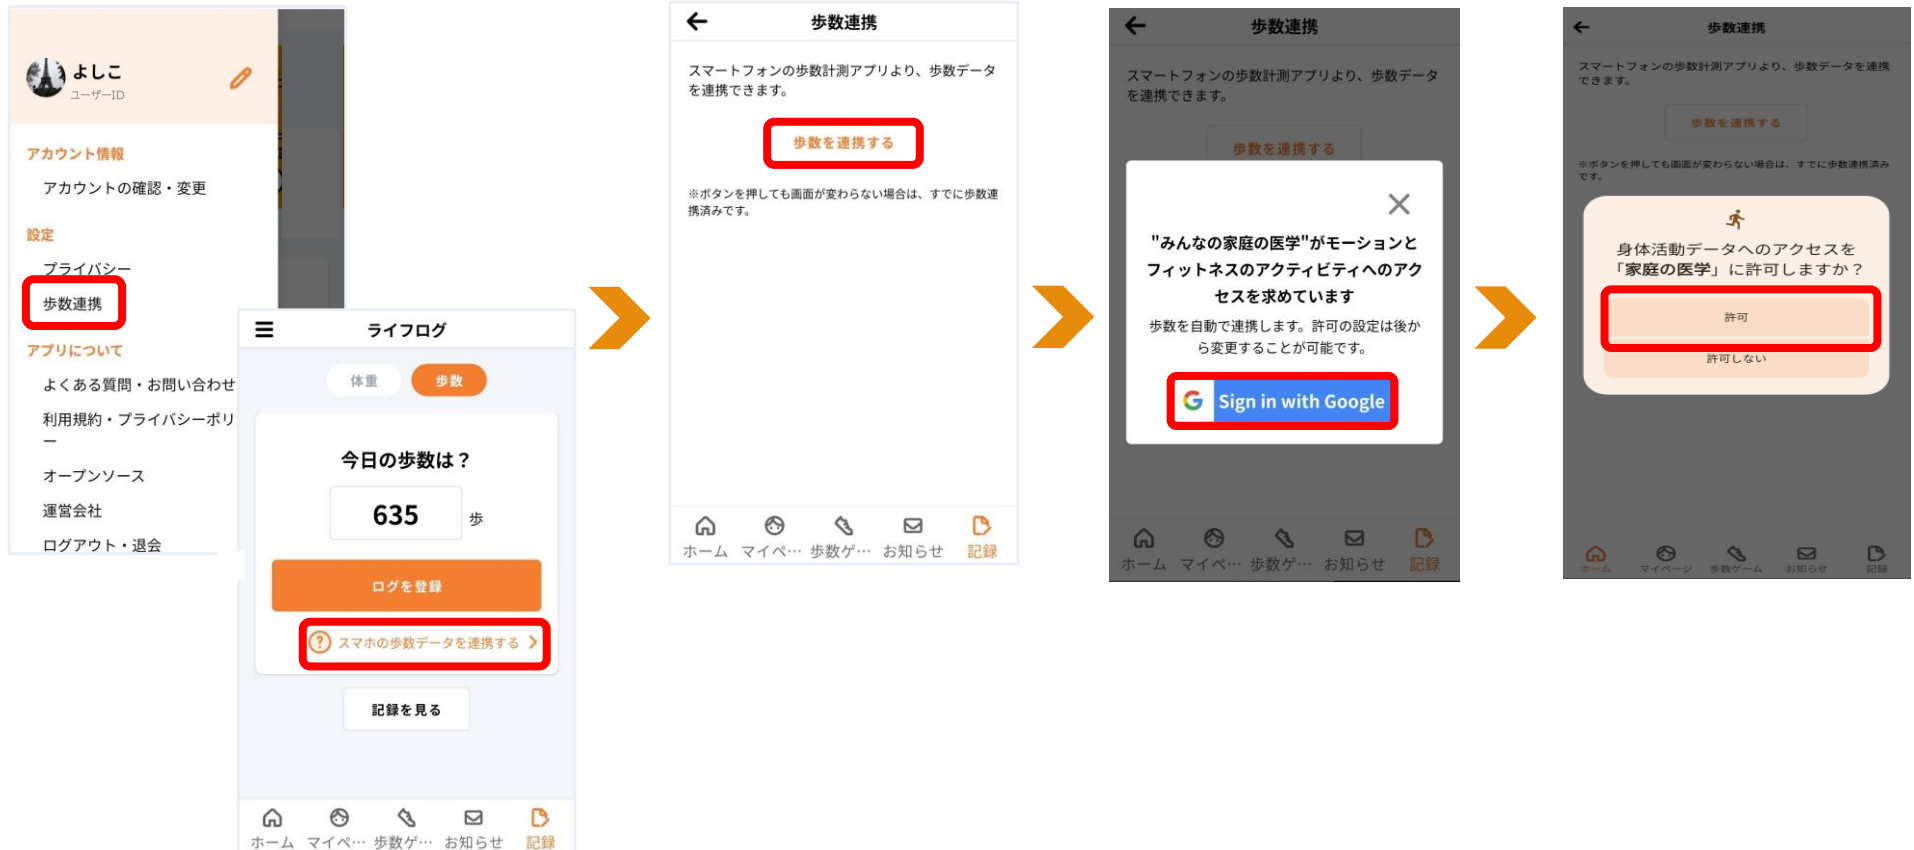 よしこ
ユーザーID
アカウント情報
アカウントの確認・変更
設定
プライバシー
歩数連携
アプリについて
よくある質問・お問い合わせ
利用規約・プライバシーポリ
ー
オープンソース
運営会社
ログアウト・退会
ライフログ
体重
歩数
今日の歩数は？
635 歩
ログを登録
? スマホの歩数データを連携する
記録を見る
ホーム マイペ… 歩数ゲ… お知らせ 記録
歩数連携
スマートフォンの歩数計測アプリより、歩数データ
を連携できます。
歩数を連携する
※ボタンを押しても画面が変わらない場合は、すでに歩数連
携済みです。
ホーム マイペ… 歩数ゲ… お知らせ 記録
歩数連携
スマートフォンの歩数計測アプリより、歩数データ
を連携できます。
歩数を連携する
"みんなの家庭の医学"がモーションと
フィットネスのアクティビティへのアク
セスを求めています
歩数を自動で連携します。許可の設定は後か
ら変更することが可能です。
G Sign in with Google
ホーム マイペ… 歩数ゲ… お知らせ 記録
歩数連携
スマートフォンの歩数計測アプリより、歩数データを連携
できます。
歩数を連携する
※ボタンを押しても画面が変わらない場合は、すでに歩数連携済み
です。
身体活動データへのアクセスを
「家庭の医学」に許可しますか？
許可
許可しない
ホーム マイページ 歩数ゲーム お知らせ 記録